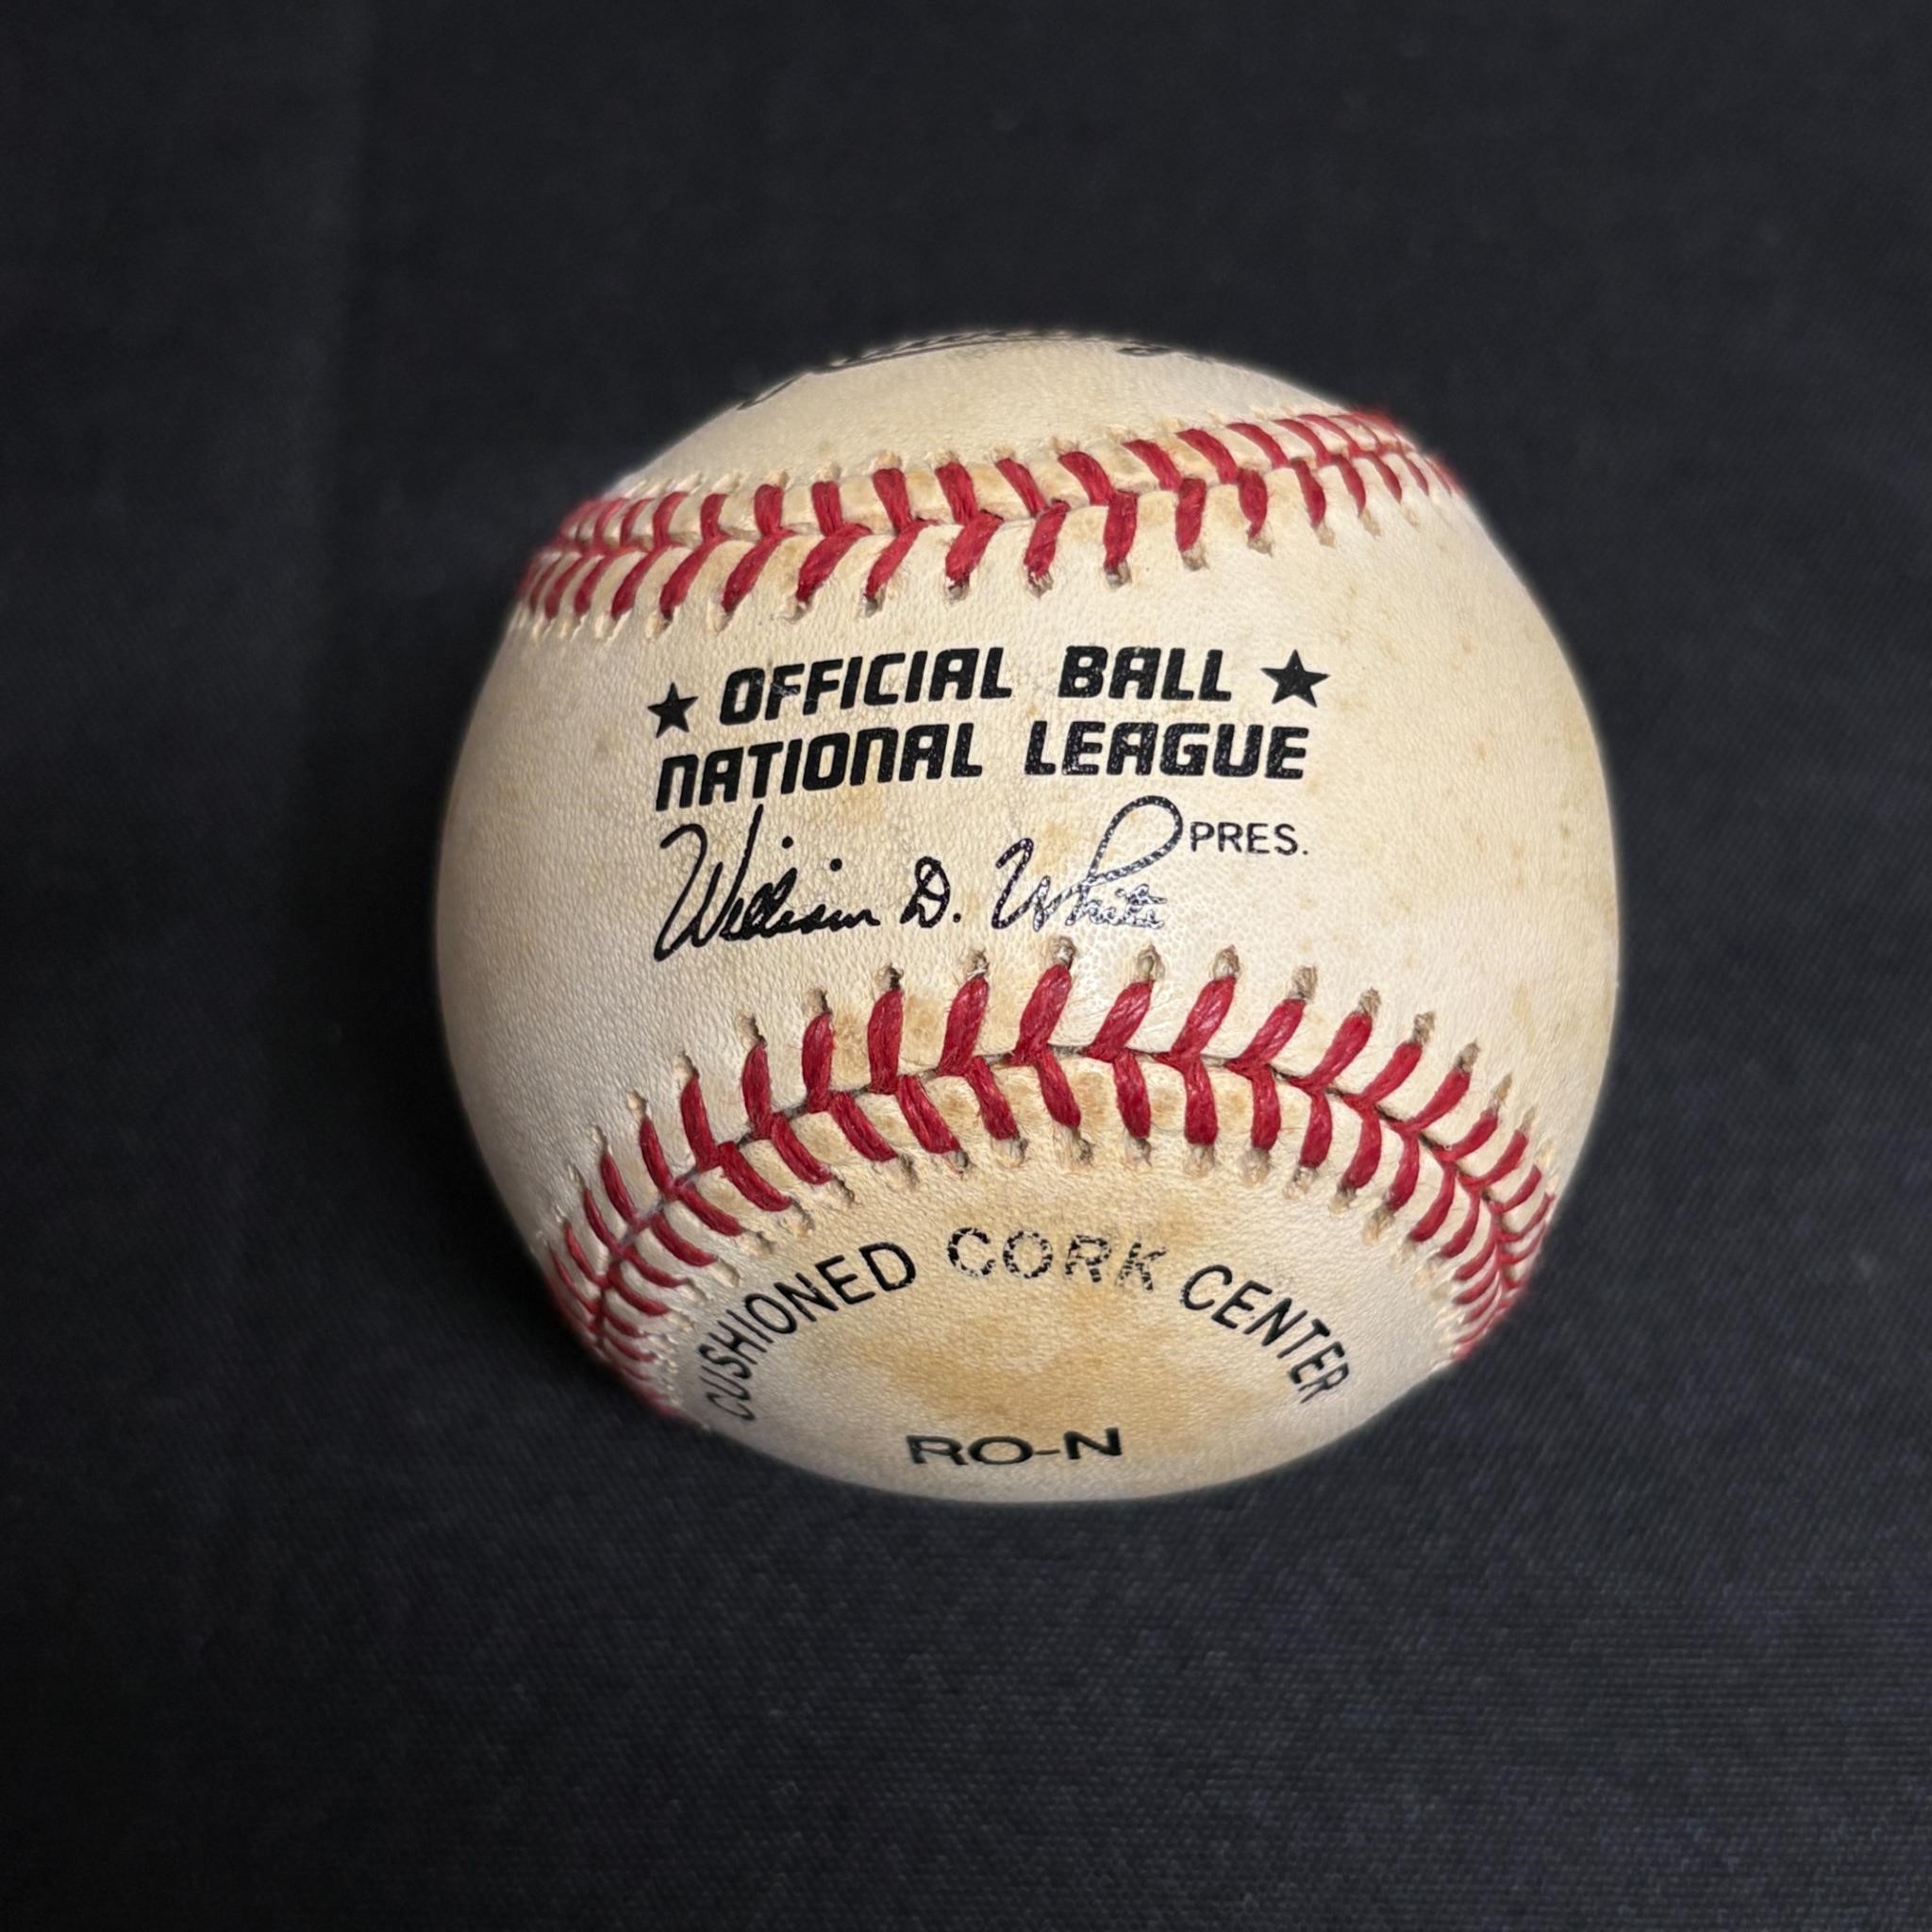 ★ OFFICIAL BALL ★
NATIONAL LEAGUE
William D. White PRES.
CUSHIONED CORK CENTER
RO-N